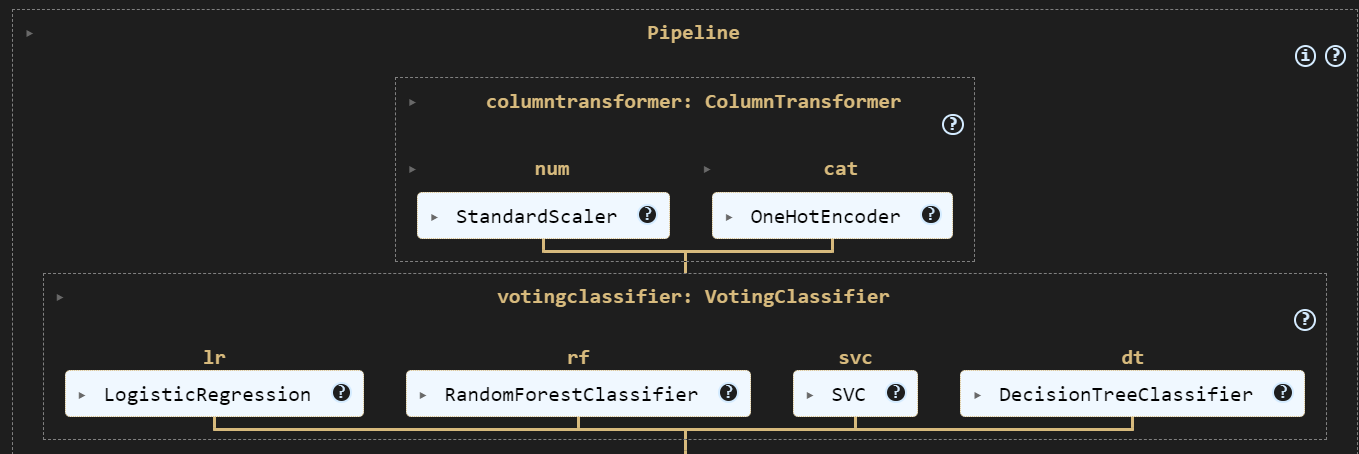 Pipeline
i ?
columntransformer: ColumnTransformer
?
num cat
StandardScaler ? OneHotEncoder ?
votingclassifier: VotingClassifier
?
lr rf svc dt
LogisticRegression ? RandomForestClassifier ? SVC ? DecisionTreeClassifier ?